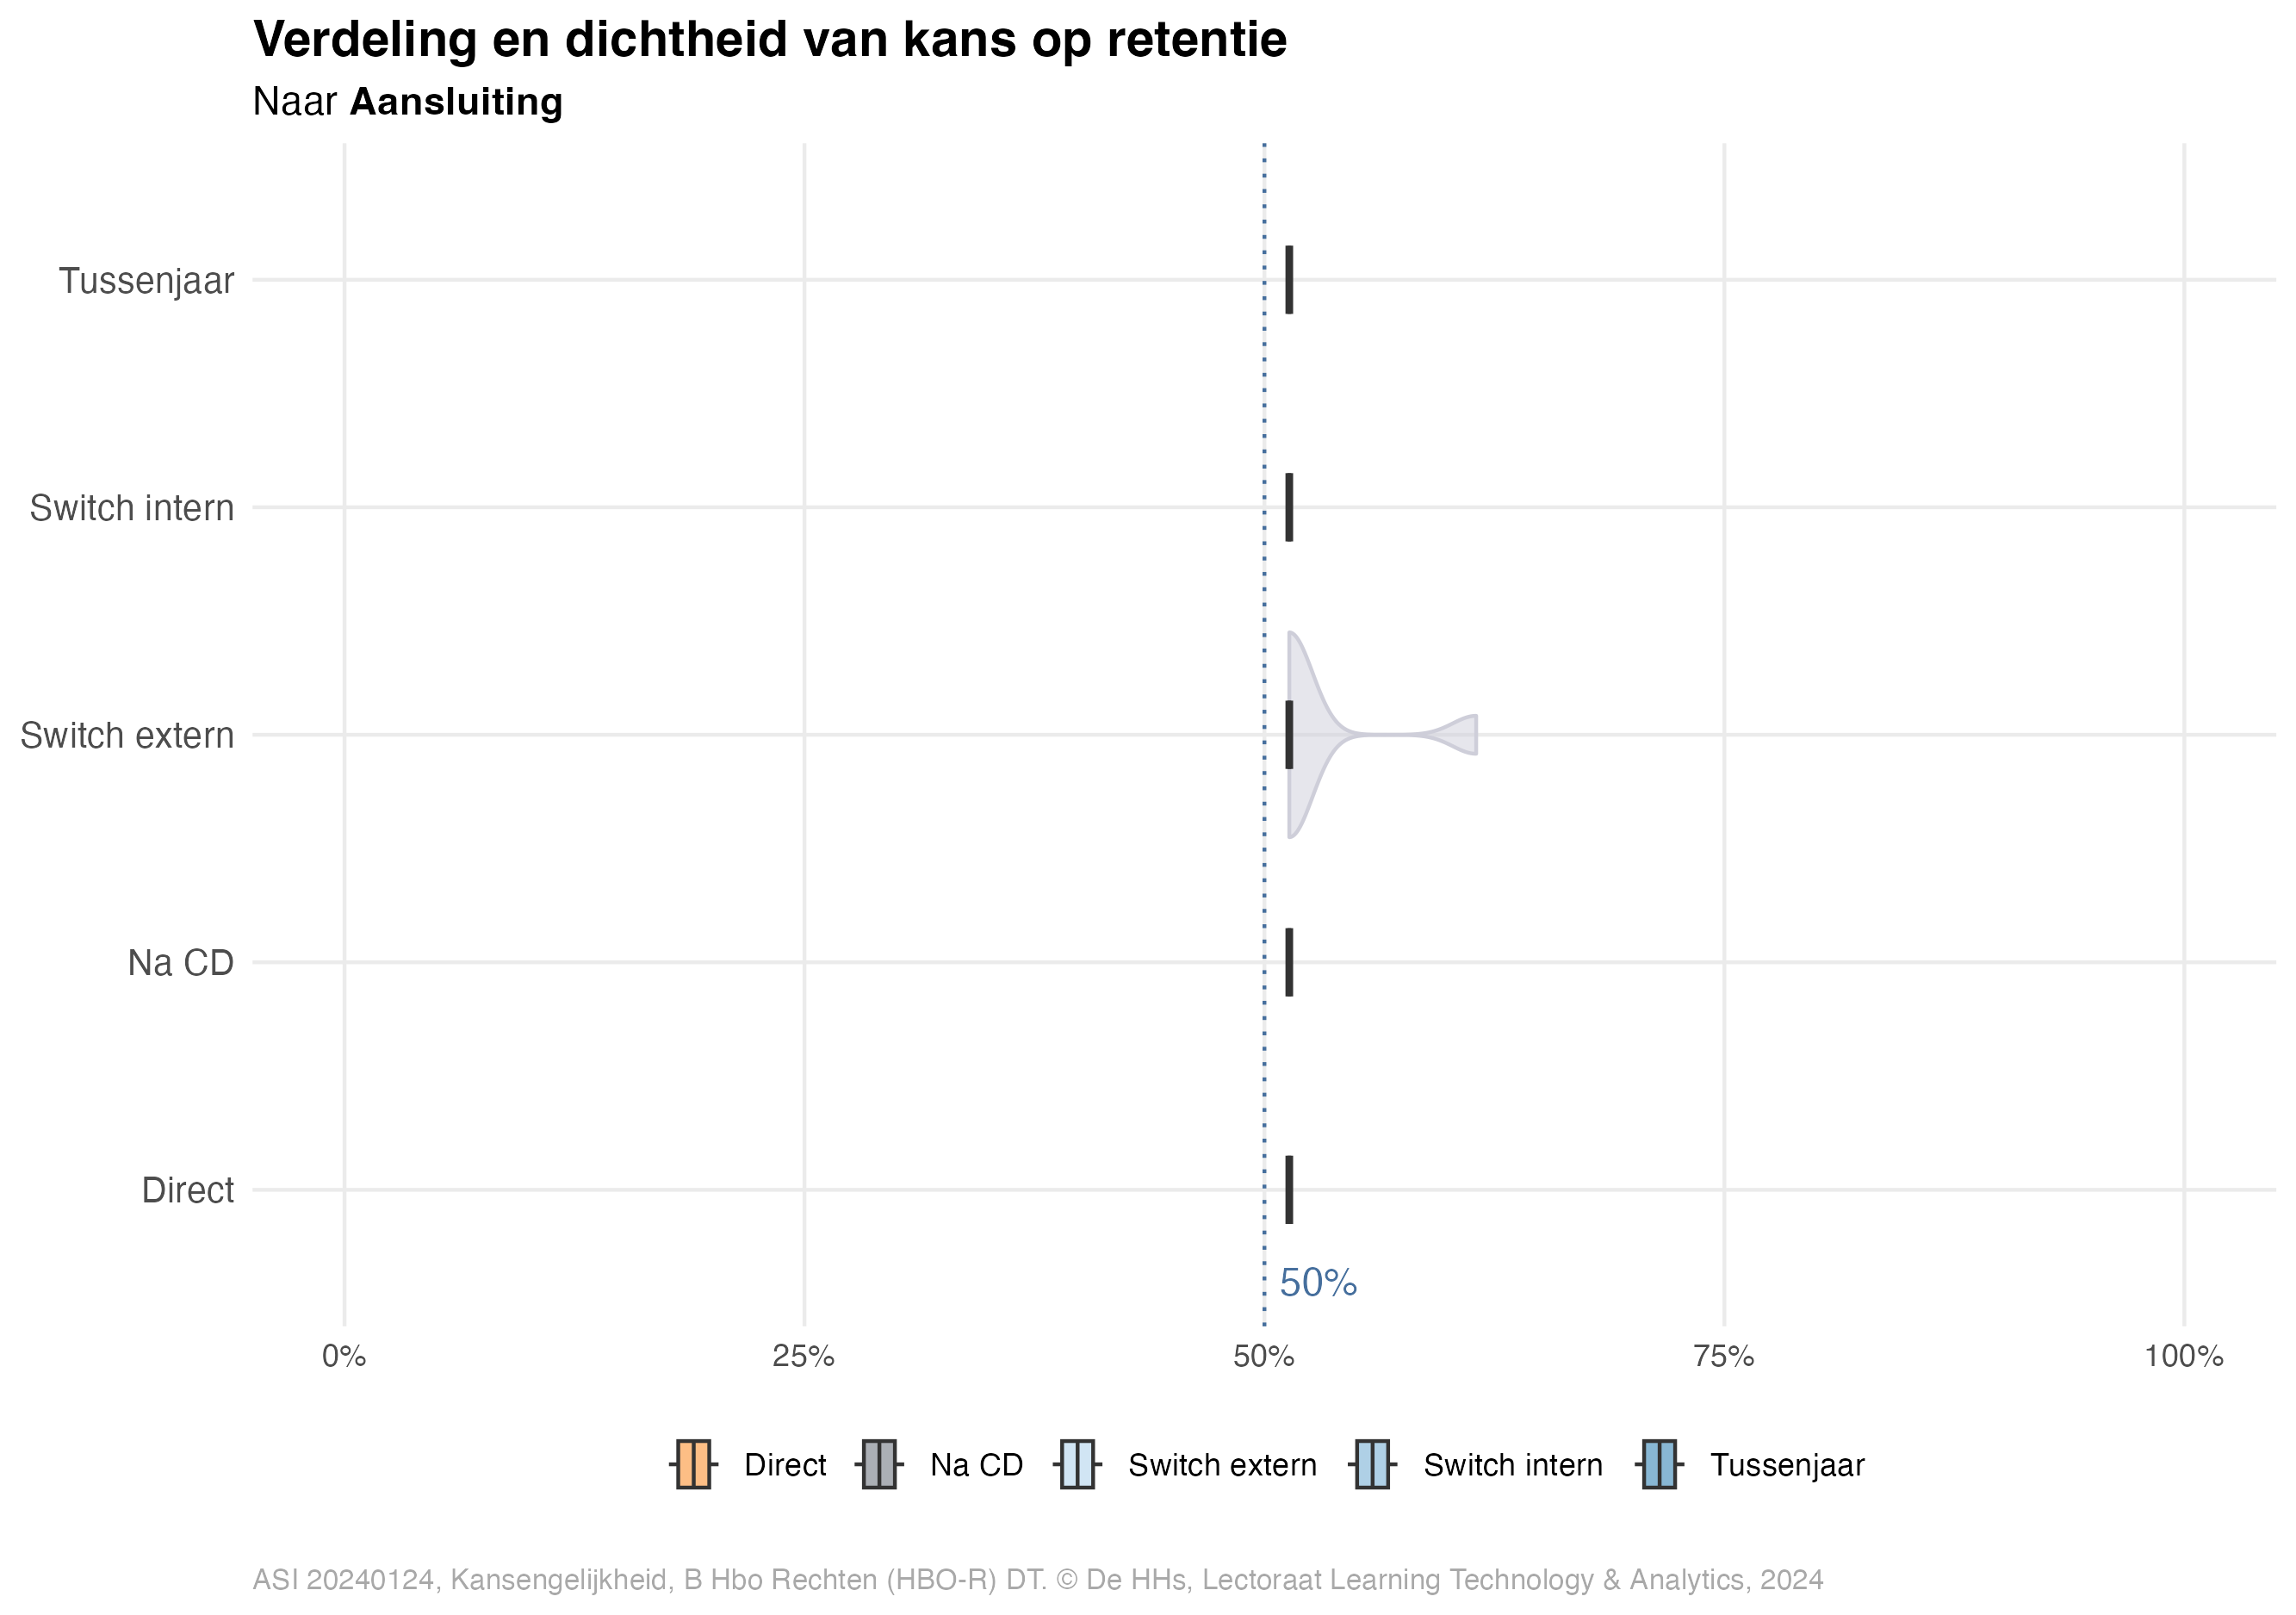 Verdeling en dichtheid van kans op retentie
Naar Aansluiting
Tussenjaar
Switch intern
Switch extern
Na CD
Direct
50%
0% 25% 50% 75% 100%
Direct Na CD Switch extern Switch intern Tussenjaar
ASI 20240124, Kansengelijkheid, B Hbo Rechten (HBO-R) DT. © De HHs, Lectoraat Learning Technology & Analytics, 2024